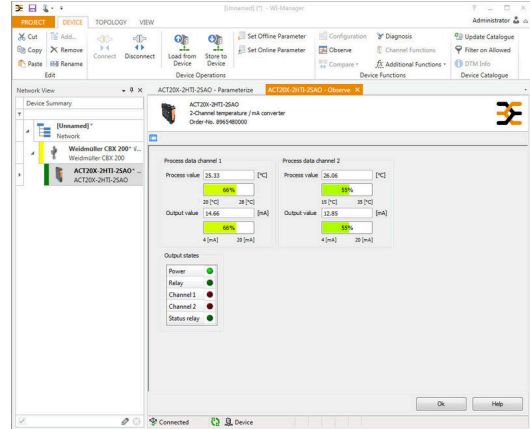 [Unnamed] (*) - WI-Manager
PROJECT DEVICE TOPOLOGY VIEW Administrator
Cut Add...
Copy Remove
Paste Rename
Connect Disconnect
Load from Device Store to Device
Set Offline Parameter
Set Online Parameter
Configuration Diagnosis
Observe Channel Functions
Compare Additional Functions
Update Catalogue
Filter on Allowed
DTM Info
Edit Device Operations Device Functions Device Catalogue
Network View
Device Summary
[Unnamed] *
Network
Weidmüller CBX 200*
Weidmüller CBX 200
ACT20X-2HTI-2SAO* ...
ACT20X-2HTI-2SAO
ACT20X-2HTI-2SAO - Parameterize ACT20X-2HTI-2SAO - Observe
ACT20X-2HTI-2SAO
2-Channel temperature / mA converter
Order-No. 8965480000
Process data channel 1 Process data channel 2
Process value 25.33 [°C] Process value 26.06 [°C]
66% 55%
20 [°C] 28 [°C] 15 [°C] 35 [°C]
Output value 14.66 [mA] Output value 12.85 [mA]
66% 55%
4 [mA] 20 [mA] 4 [mA] 20 [mA]
Output states
Power
Relay
Channel 1
Channel 2
Status relay
Ok Help
Connected Device